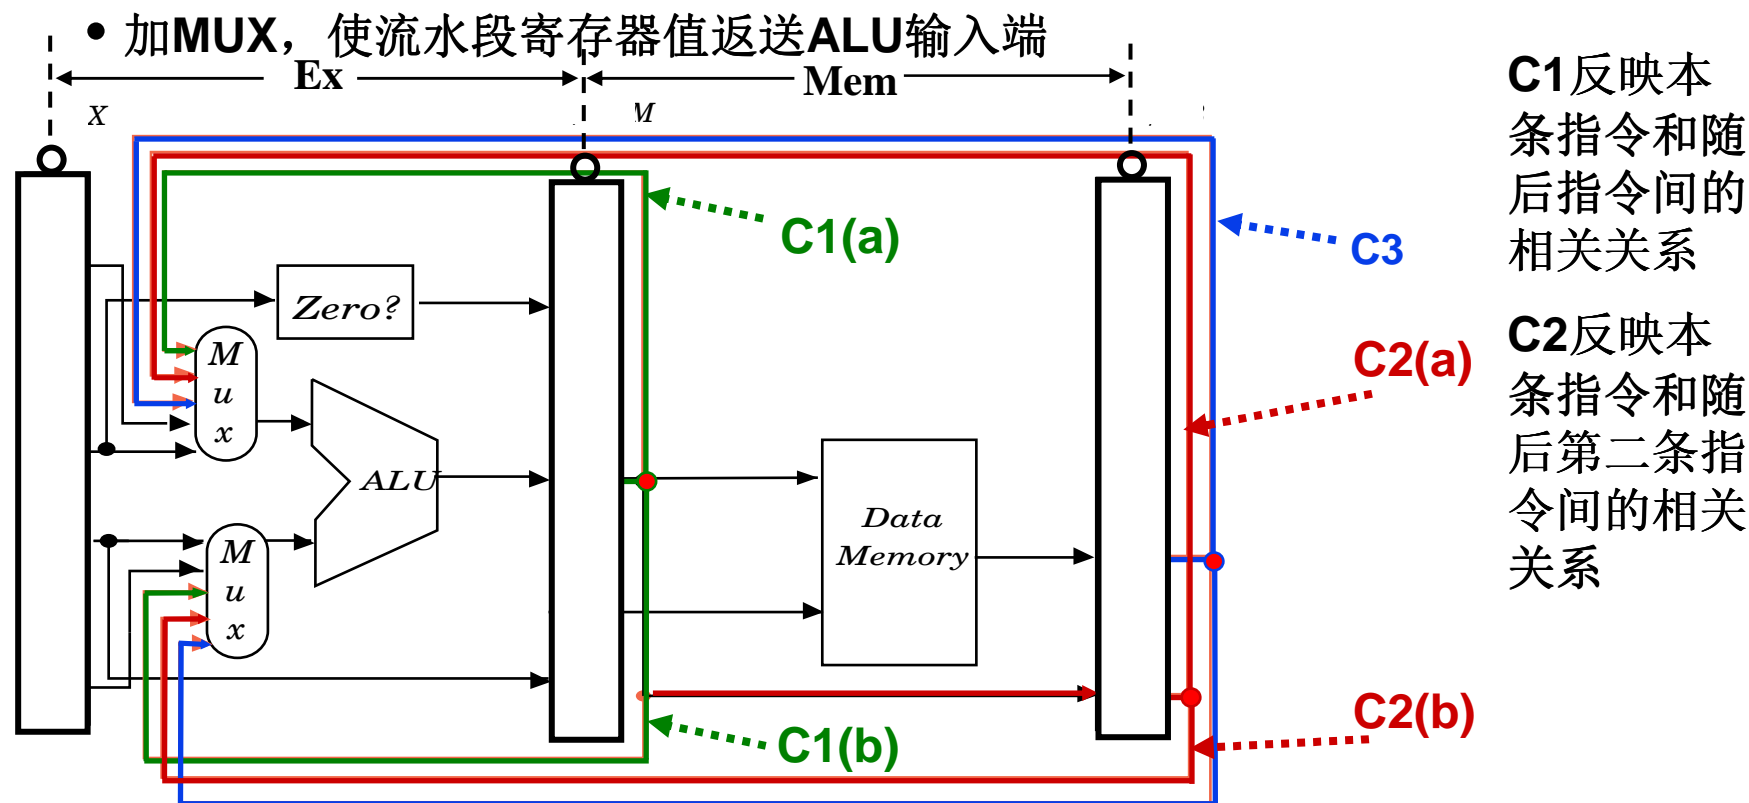 • 加MUX，使流水段寄存器值返送ALU输入端
Ex
Mem
X
M
C1(a)
C3
C2(a)
C2(b)
C1(b)
Zero?
M
u
x
ALU
M
u
x
Data
Memory
C1反映本
条指令和随
后指令间的
相关关系
C2反映本
条指令和随
后第二条指
令间的相关
关系